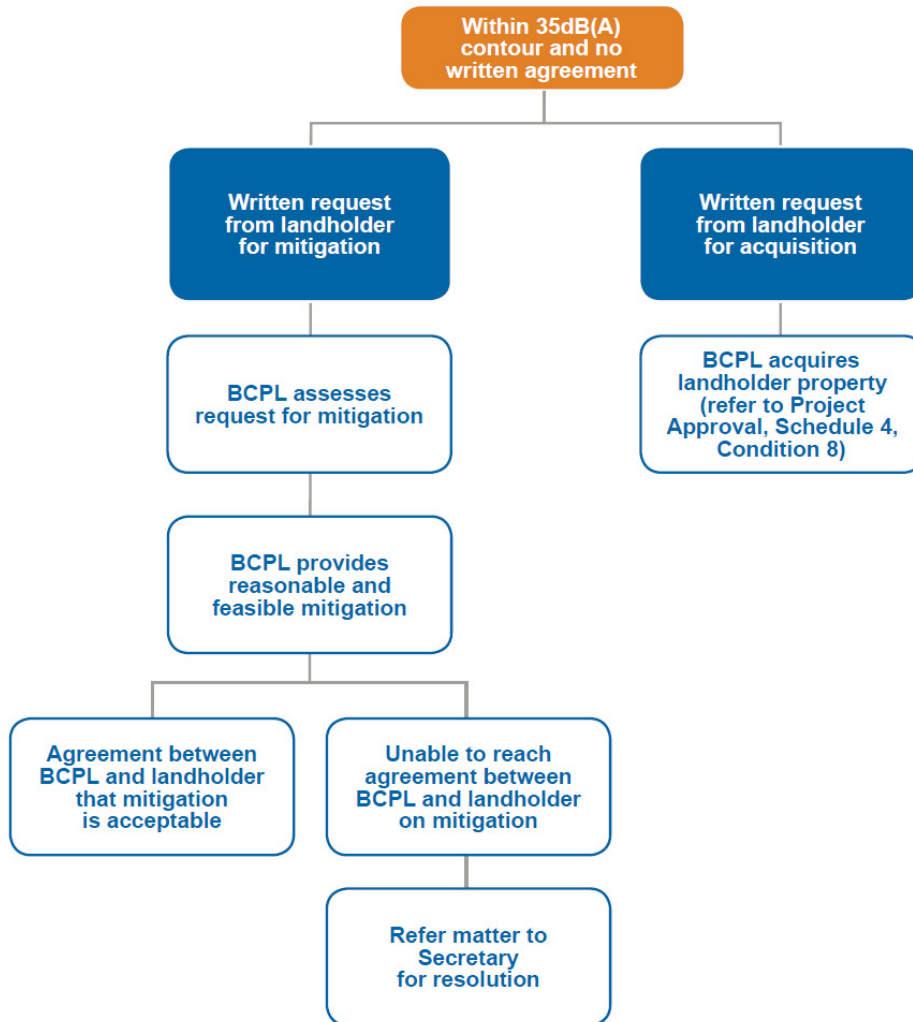 Within 35dB(A)
contour and no
written agreement
Written request
from landholder
for mitigation
Written request
from landholder
for acquisition
BCPL assesses
request for mitigation
BCPL acquires
landholder property
(refer to Project
Approval, Schedule 4,
Condition 8)
BCPL provides
reasonable and
feasible mitigation
Agreement between
BCPL and landholder
that mitigation
is acceptable
Unable to reach
agreement between
BCPL and landholder
on mitigation
Refer matter to
Secretary
for resolution